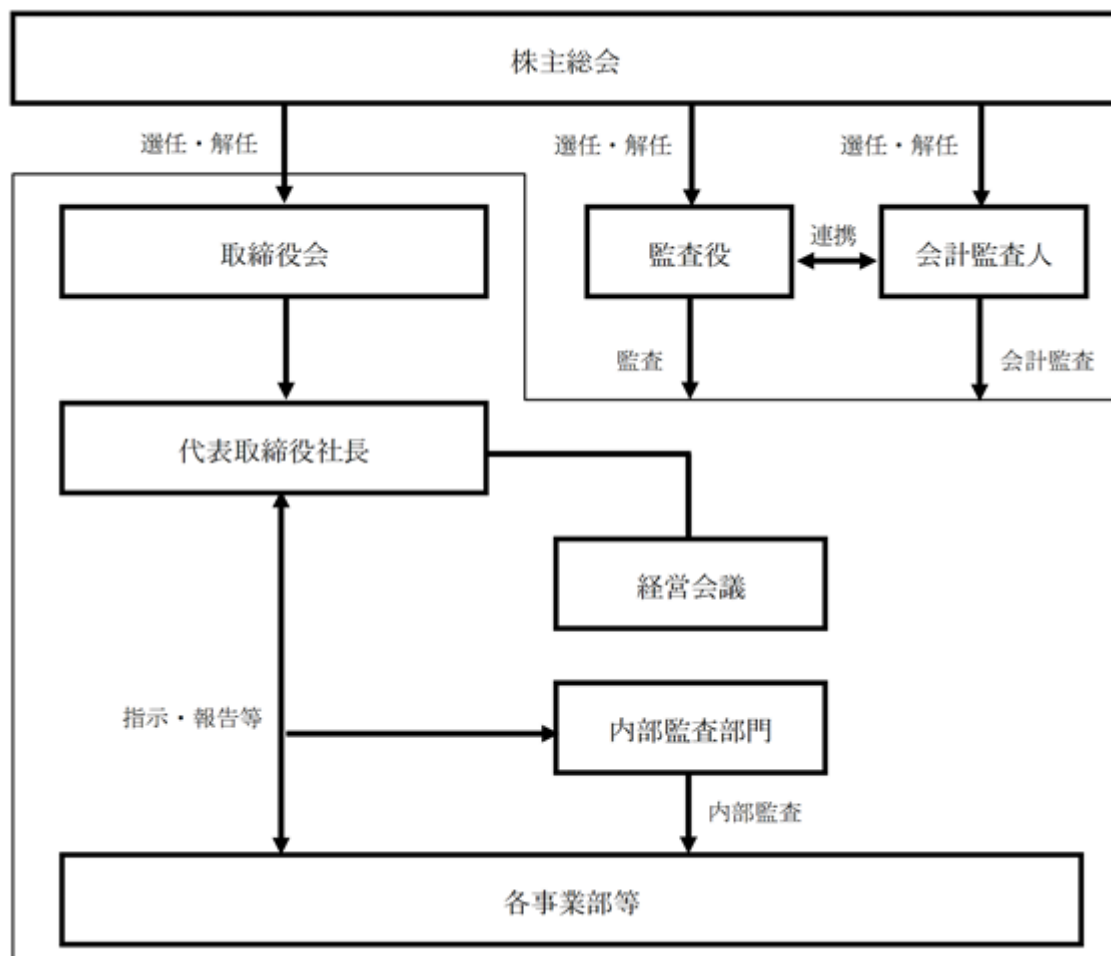 株主総会
選任・解任
選任・解任
選任・解任
取締役会
監査役
連携
会計監査人
監査
会計監査
代表取締役社長
経営会議
指示・報告等
内部監査部門
内部監査
各事業部等